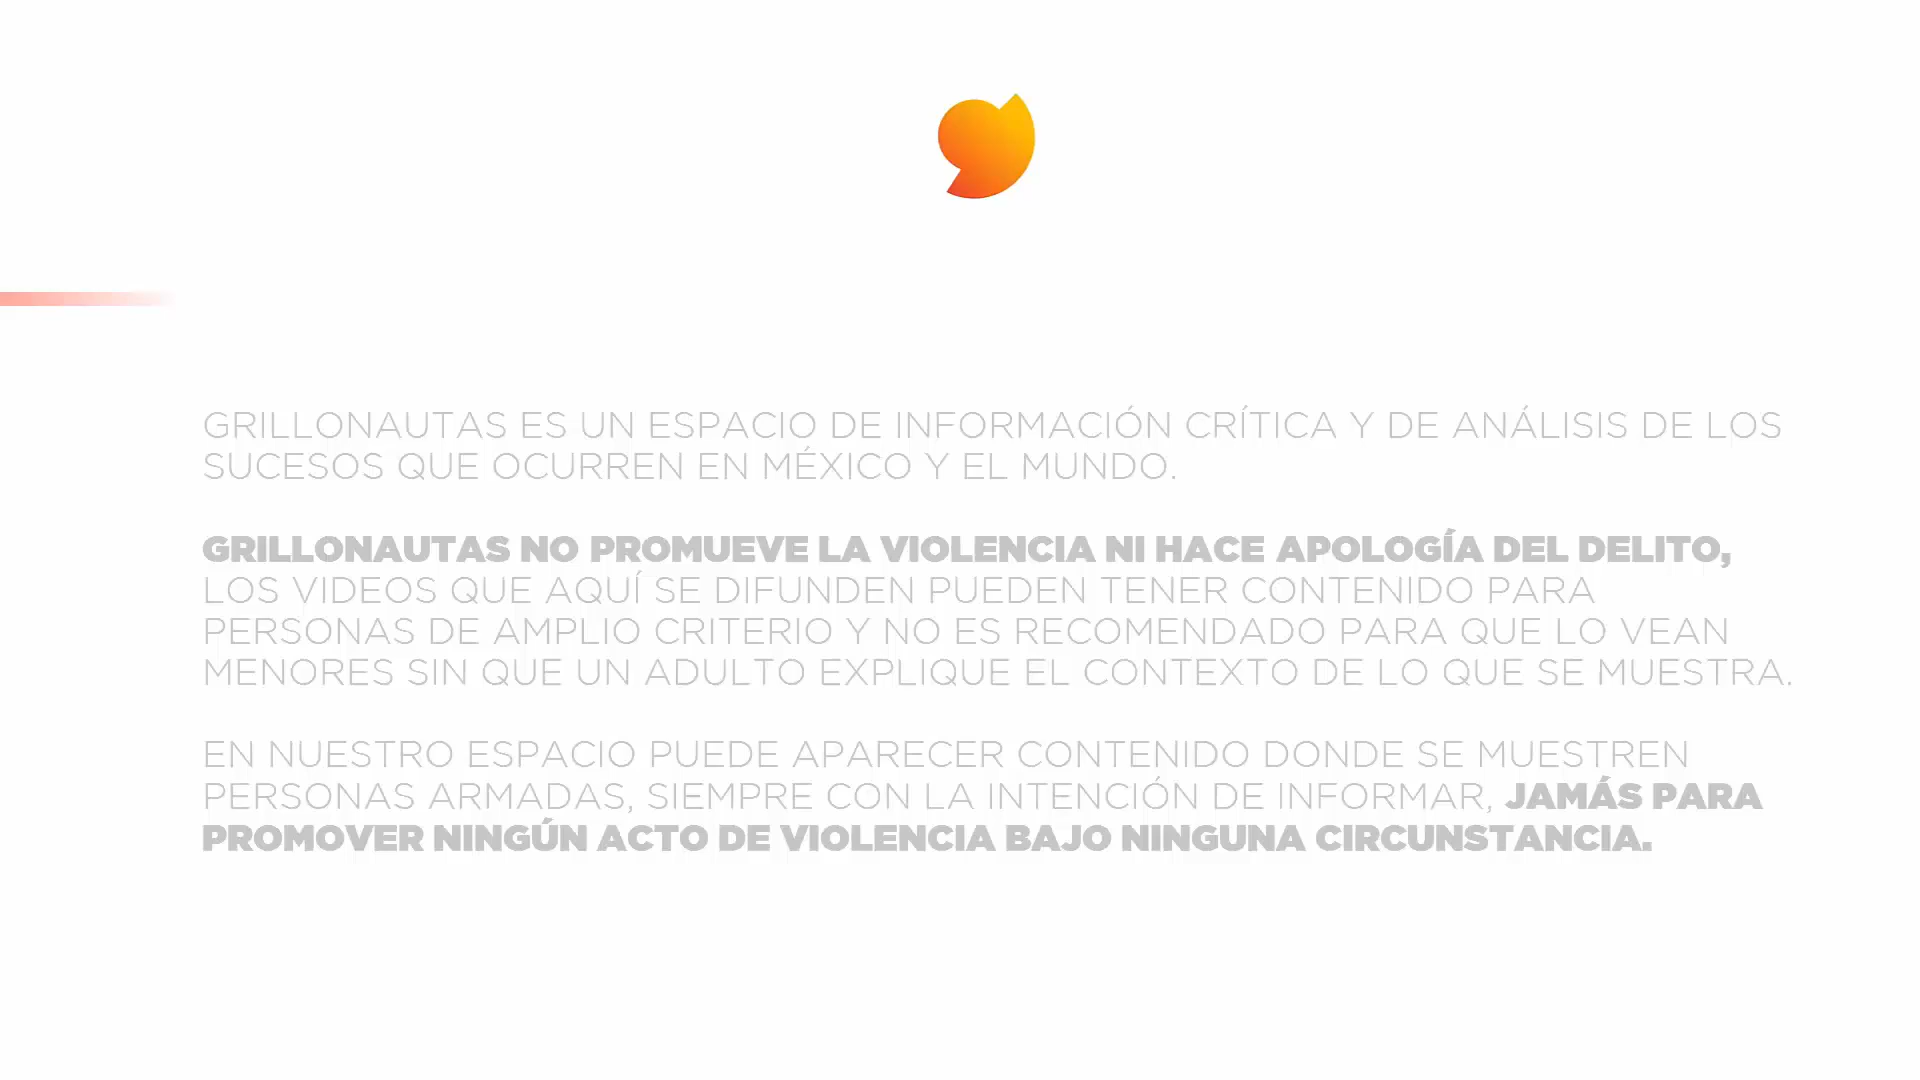 GRILLONAUTAS ES UN ESPACIO DE INFORMACIÓN CRÍTICA Y DE ANÁLISIS DE LOS
SUCESOS QUE OCURREN EN MÉXICO Y EL MUNDO.
GRILLONAUTAS NO PROMUEVE LA VIOLENCIA NI HACE APOLOGÍA DEL DELITO,
LOS VIDEOS QUE AQUÍ SE DIFUNDEN PUEDEN TENER CONTENIDO PARA
PERSONAS DE AMPLIO CRITERIO Y NO ES RECOMENDADO PARA QUE LO VEAN
MENORES SIN QUE UN ADULTO EXPLIQUE EL CONTEXTO DE LO QUE SE MUESTRA.
EN NUESTRO ESPACIO PUEDE APARECER CONTENIDO DONDE SE MUESTREN
PERSONAS ARMADAS, SIEMPRE CON LA INTENCIÓN DE INFORMAR, JAMÁS PARA
PROMOVER NINGÚN ACTO DE VIOLENCIA BAJO NINGUNA CIRCUNSTANCIA.